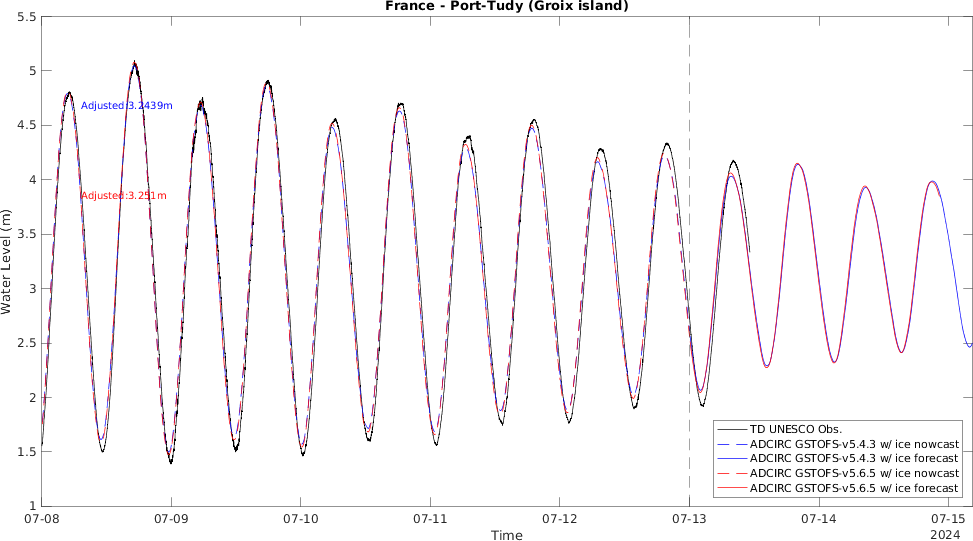 France - Port-Tudy (Groix island)
5.5
5
4.5
4
3.5
3
2.5
2
1.5
1
Water Level (m)
Adjusted:3.2439m
Adjusted:3.251m
TD UNESCO Obs.
ADCIRC GSTOFS-v5.4.3 w/ ice nowcast
ADCIRC GSTOFS-v5.4.3 w/ ice forecast
ADCIRC GSTOFS-v5.6.5 w/ ice nowcast
ADCIRC GSTOFS-v5.6.5 w/ ice forecast
07-08 07-09 07-10 07-11 07-12 07-13 07-14 07-15
Time
2024